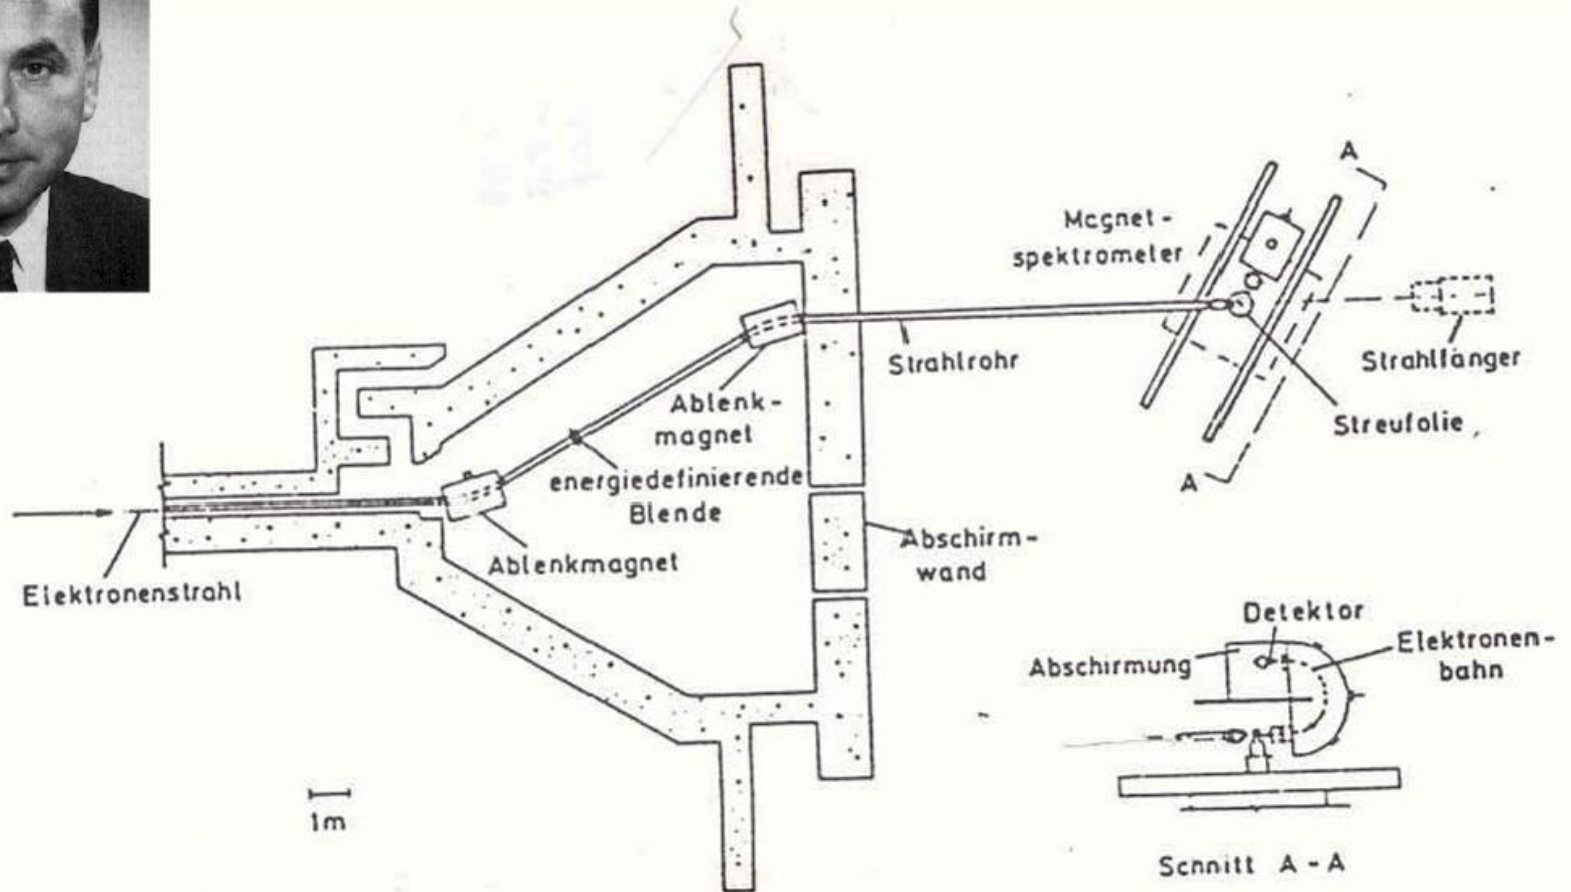 A
Magnet-
spektrometer
Strahlrohr
Strahlfänger
Ablenk-
magnet
Streufolie
A
energiedefinierende
Blende
Ablenkmagnet
Abschirm-
wand
Elektronenstrahl
Detektor
Elektronen-
bahn
Abschirmung
1m
Schnitt A-A